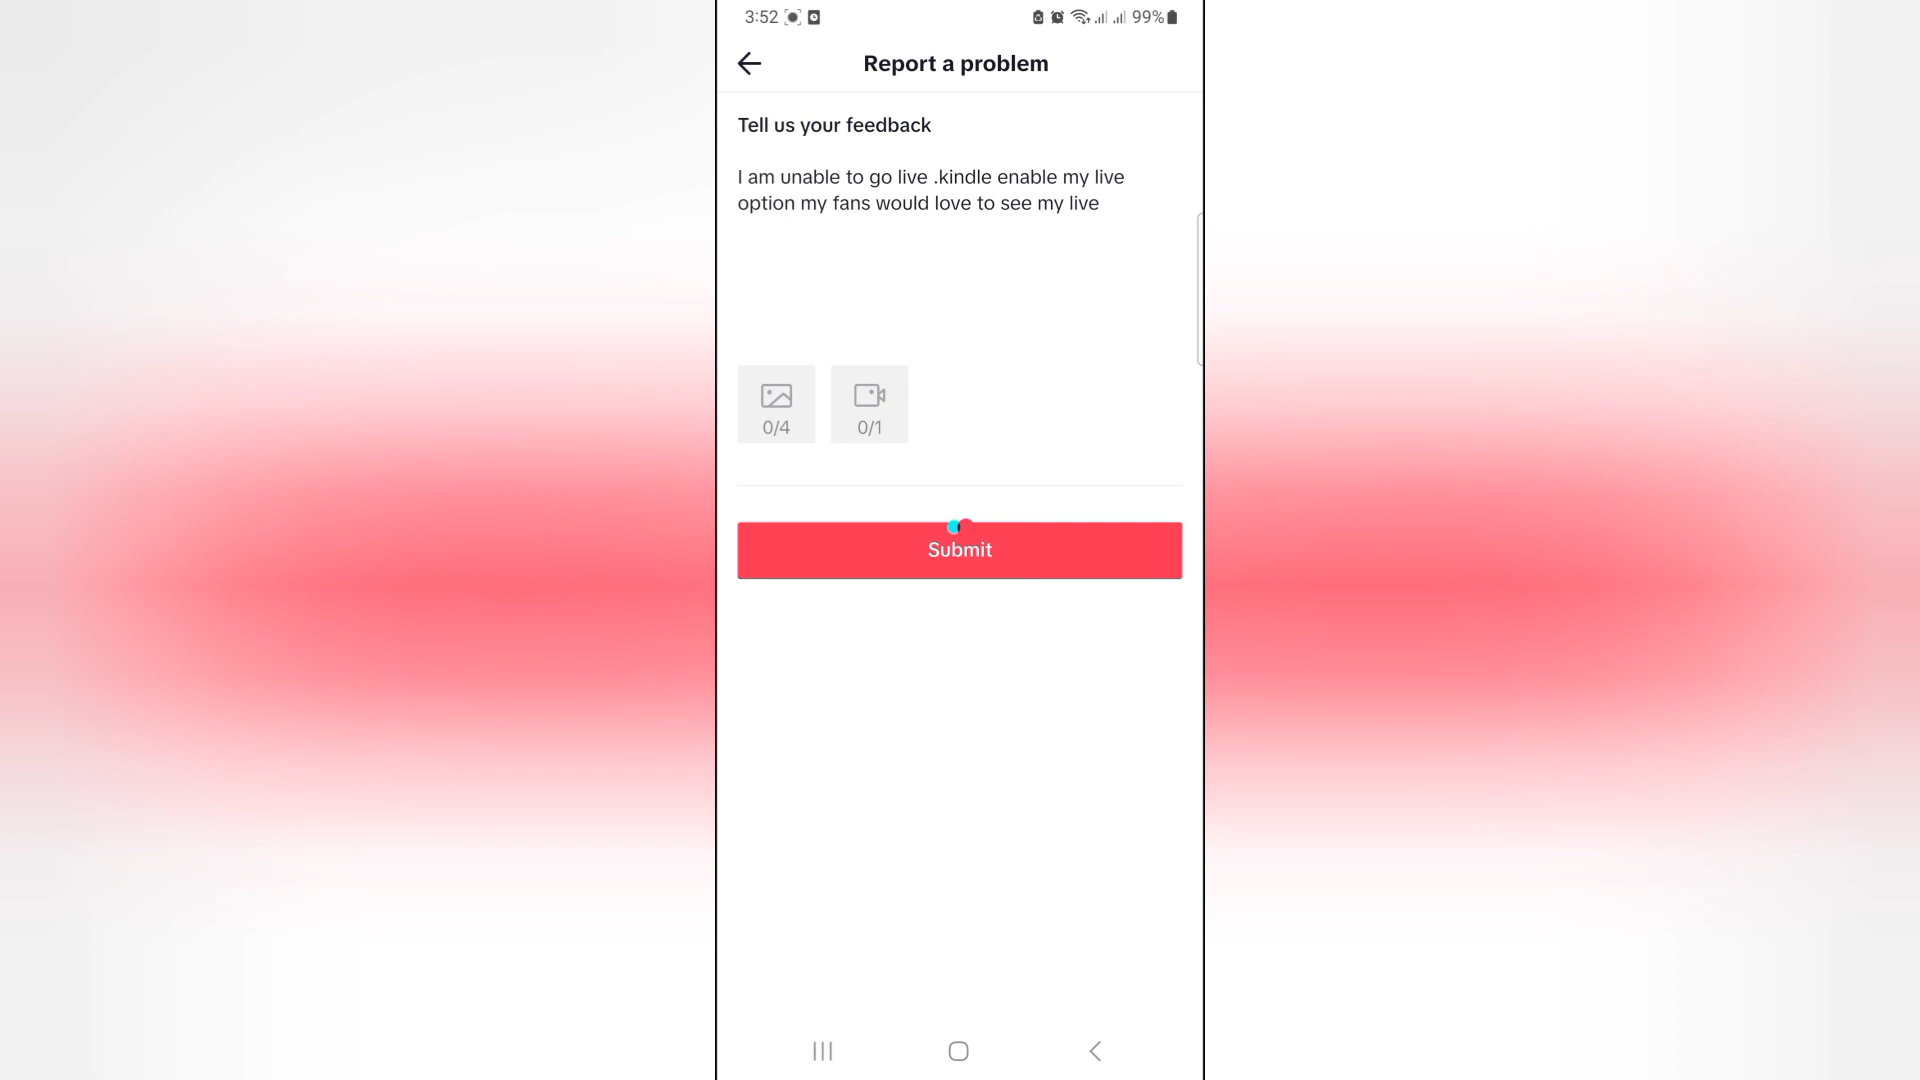 3:52
99%
Report a problem
Tell us your feedback
I am unable to go live .kindle enable my live
option my fans would love to see my live
0/4
0/1
Submit